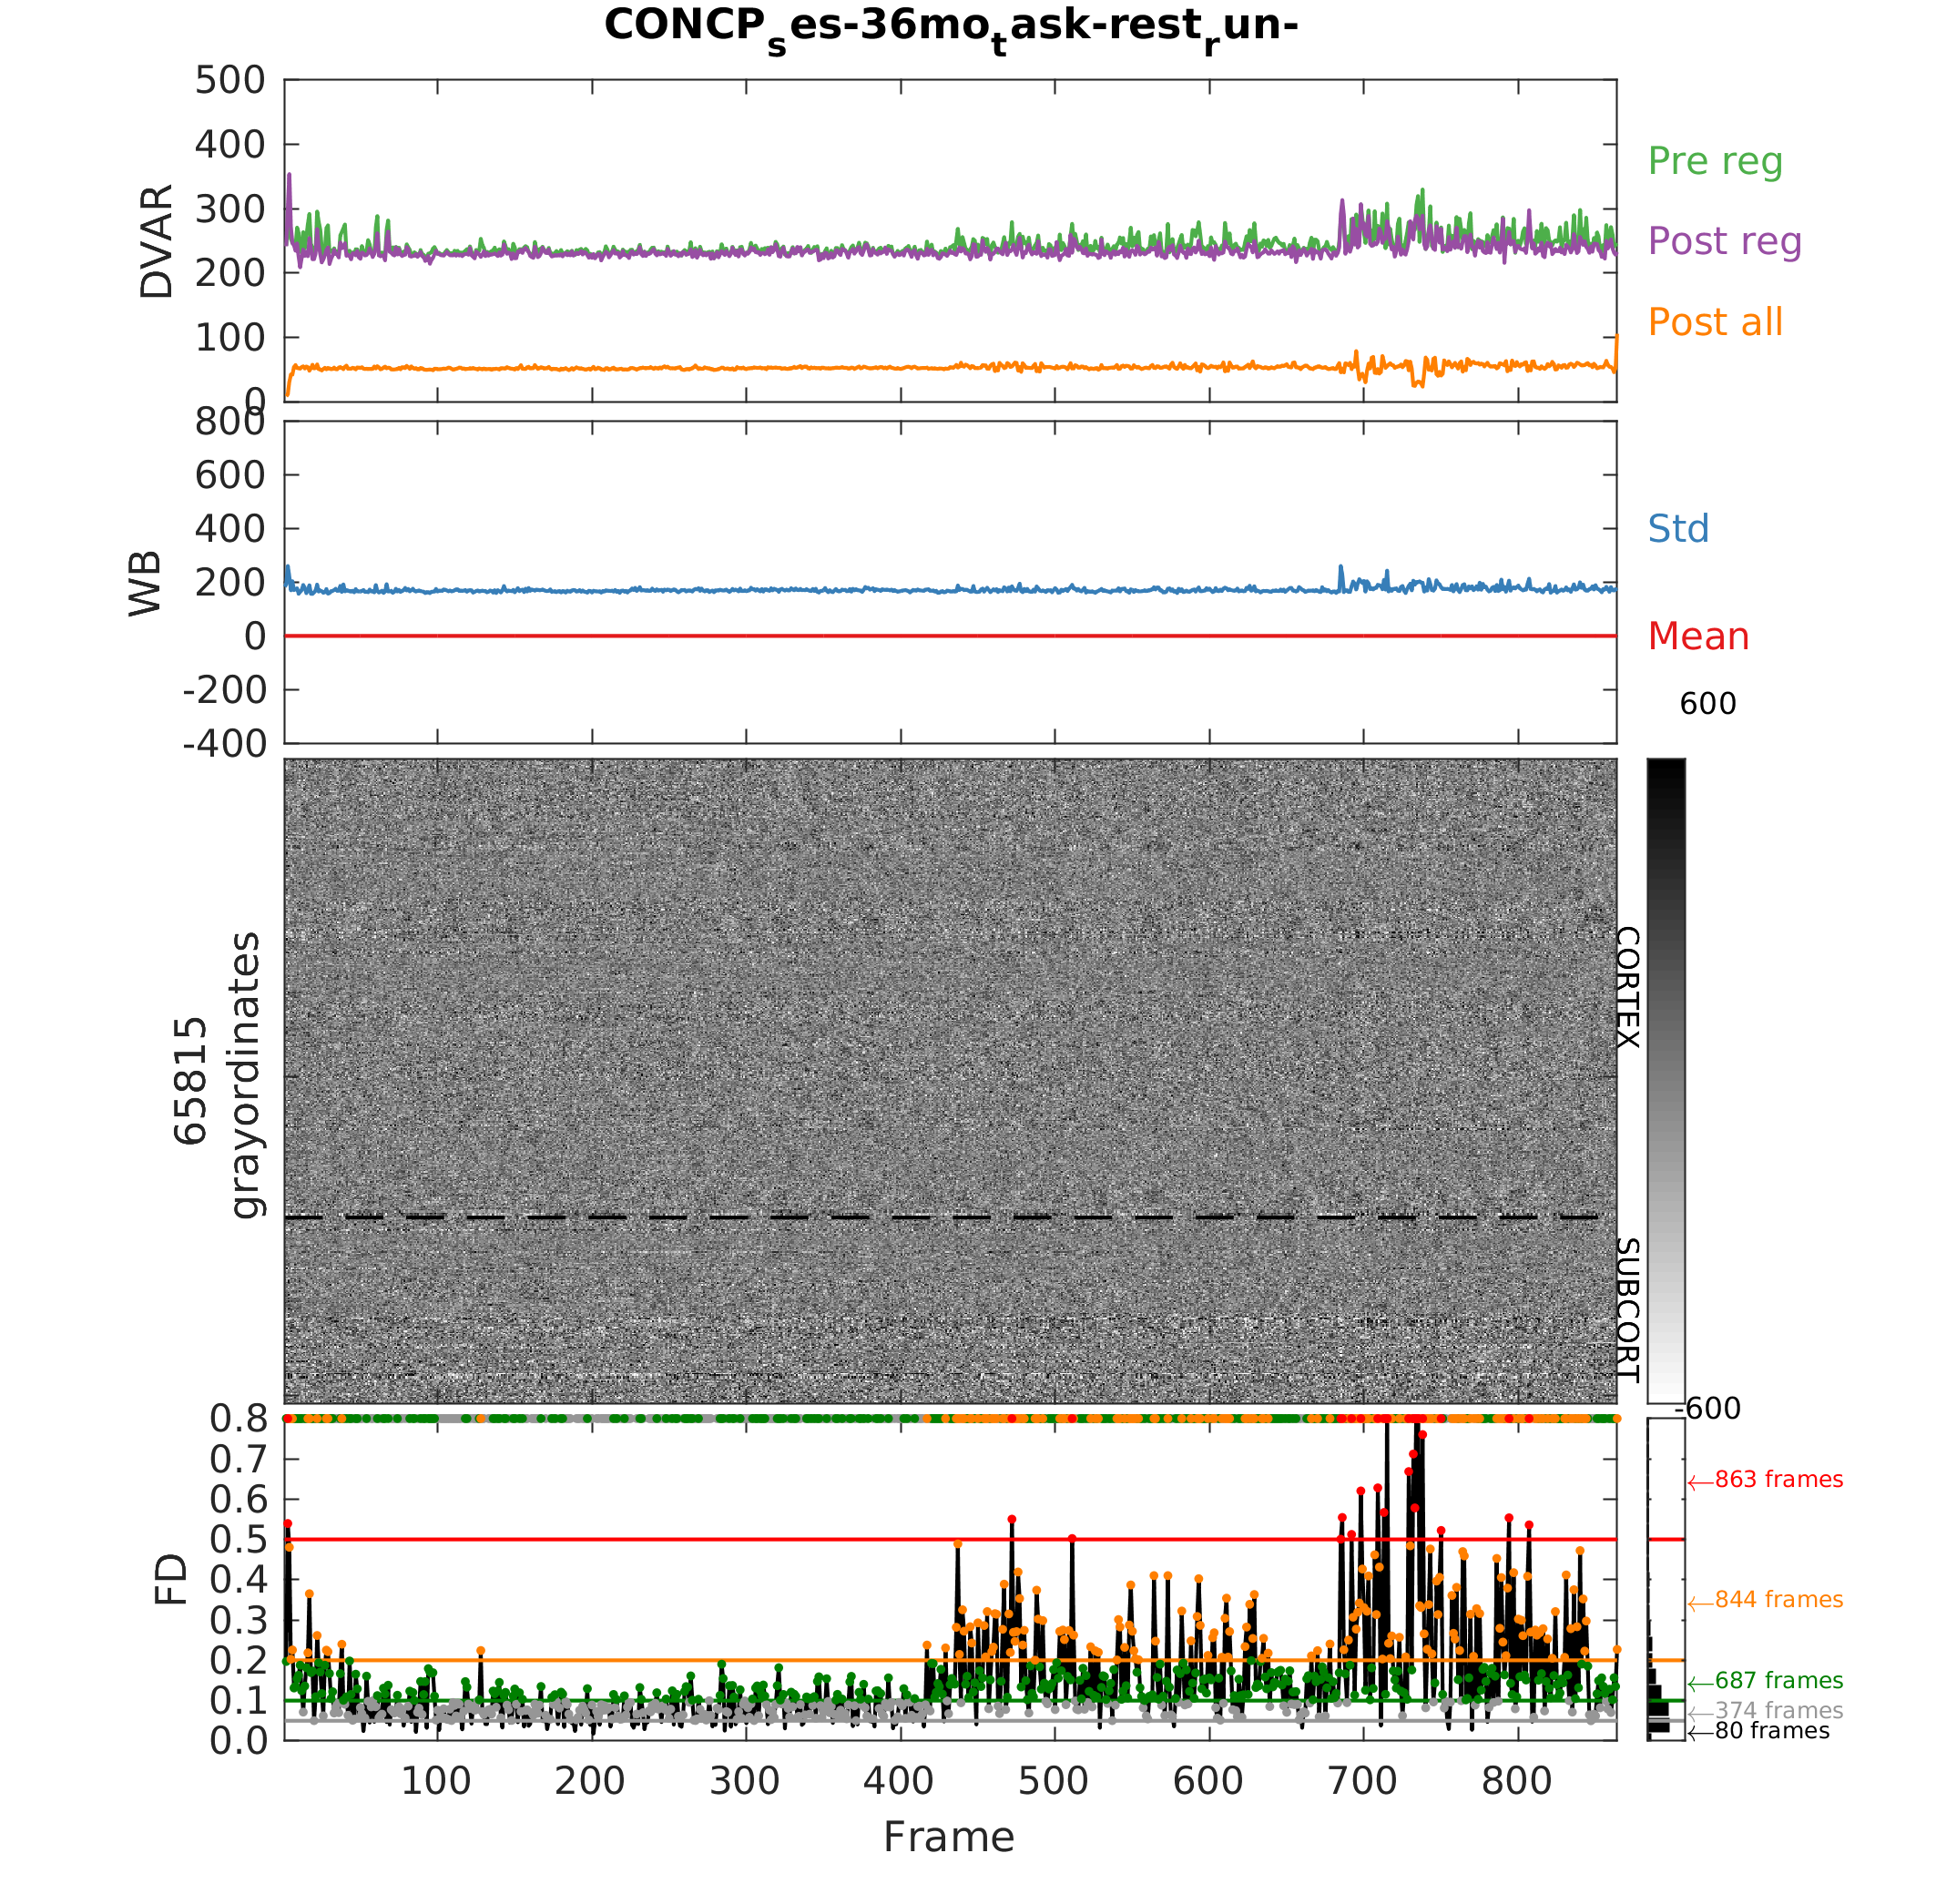 CONCPses-36motask-restrun-
500
400
300
200
100
0
DVAR
Pre reg
Post reg
Post all
800
600
400
200
0
-200
-400
WB
Std
Mean
600
65815
grayordinates
CORTEX
SUBCORT
-600
0.8
0.7
0.6
0.5
0.4
0.3
0.2
0.1
0.0
FD
←863 frames
←844 frames
←687 frames
←374 frames
←80 frames
100 200 300 400 500 600 700 800
Frame